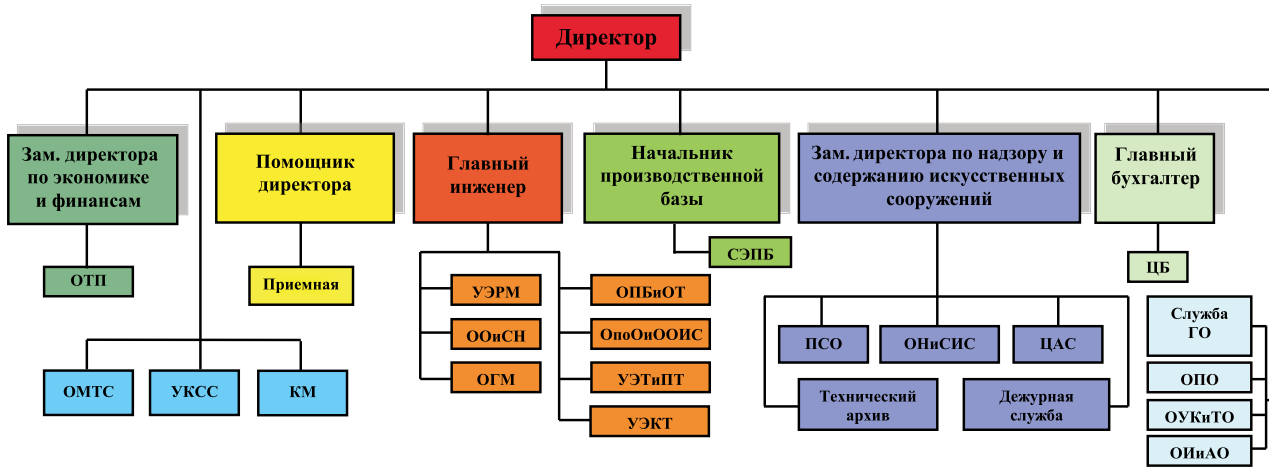 Директор
Зам. директора
по экономике
и финансам
Помощник
директора
Главный
инженер
Начальник
производственной
базы
Зам. директора по надзору и
содержанию искусственных
сооружений
Главный
бухгалтер
ОТП
Приемная
СЭПБ
ЦБ
УЭРМ
ООиСН
ОГМ
ОПБиОТ
ОпоОиООИС
УЭТиПТ
УЭКТ
ПСО
ОНиСИС
ЦАС
Технический
архив
Дежурная
служба
ОМТС
УКСС
КМ
Служба
ГО
ОПО
ОУКиТО
ОИиАО